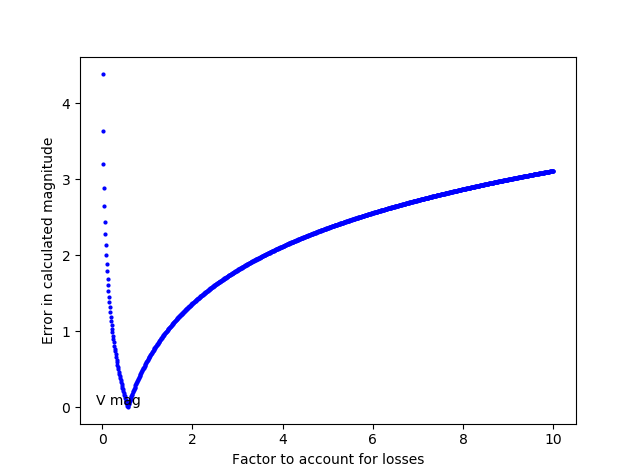 Error in calculated magnitude
4
3
2
1
0
V mag
0 2 4 6 8 10
Factor to account for losses